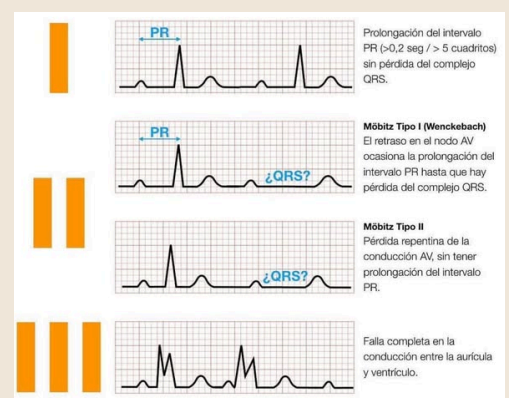 PR
Prolongación del intervalo
PR (>0,2 seg / > 5 cuadritos)
sin pérdida del complejo
QRS.
PR
¿QRS?
Möbitz Tipo I (Wenckebach)
El retraso en el nodo AV
ocasiona la prolongación del
intervalo PR hasta que hay
pérdida del complejo QRS.
¿QRS?
Möbitz Tipo II
Pérdida repentina de la
conducción AV, sin tener
prolongación del intervalo
PR.
Falla completa en la
conducción entre la aurícula
y ventrículo.